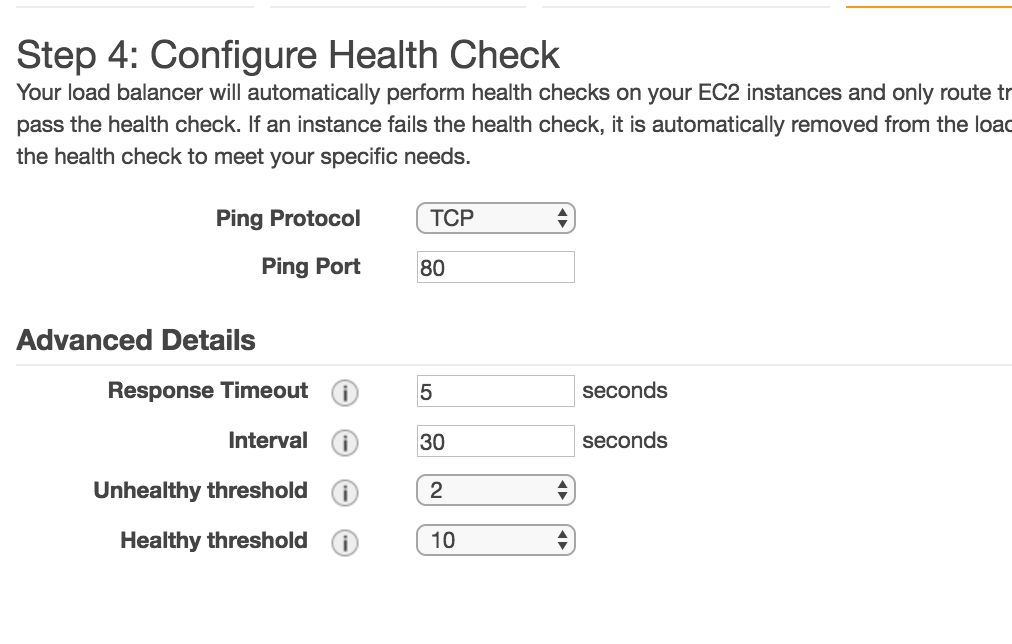 Step 4: Configure Health Check
Your load balancer will automatically perform health checks on your EC2 instances and only route tr
pass the health check. If an instance fails the health check, it is automatically removed from the loac
the health check to meet your specific needs.
Ping Protocol TCP
Ping Port 80
Advanced Details
Response Timeout i 5 seconds
Interval i 30 seconds
Unhealthy threshold i 2
Healthy threshold i 10